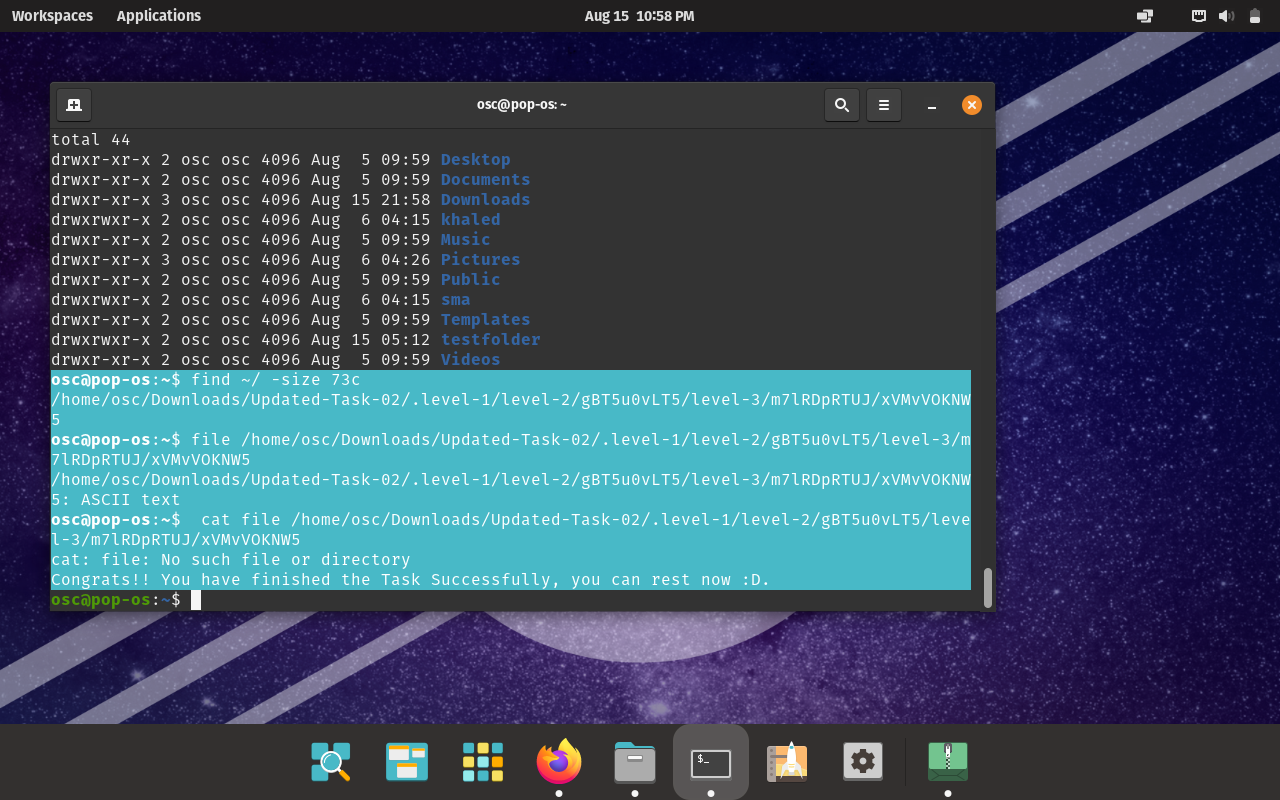 Workspaces Applications Aug 15 10:58 PM
osc@pop-os: ~
total 44
drwxr-xr-x 2 osc osc 4096 Aug  5 09:59 Desktop
drwxr-xr-x 2 osc osc 4096 Aug  5 09:59 Documents
drwxr-xr-x 3 osc osc 4096 Aug 15 21:58 Downloads
drwxrwxr-x 2 osc osc 4096 Aug  6 04:15 khaled
drwxr-xr-x 2 osc osc 4096 Aug  5 09:59 Music
drwxr-xr-x 3 osc osc 4096 Aug  6 04:26 Pictures
drwxr-xr-x 2 osc osc 4096 Aug  5 09:59 Public
drwxrwxr-x 2 osc osc 4096 Aug  6 04:15 sma
drwxr-xr-x 2 osc osc 4096 Aug  5 09:59 Templates
drwxrwxr-x 2 osc osc 4096 Aug 15 05:12 testfolder
drwxr-xr-x 2 osc osc 4096 Aug  5 09:59 Videos
osc@pop-os:~$ find ~/ -size 73c
/home/osc/Downloads/Updated-Task-02/.level-1/level-2/gBT5u0vLT5/level-3/m7lRDpRTUJ/xVMvVOKNW
5
osc@pop-os:~$ file /home/osc/Downloads/Updated-Task-02/.level-1/level-2/gBT5u0vLT5/level-3/m
7lRDpRTUJ/xVMvVOKNW5
/home/osc/Downloads/Updated-Task-02/.level-1/level-2/gBT5u0vLT5/level-3/m7lRDpRTUJ/xVMvVOKNW
5: ASCII text
osc@pop-os:~$  cat file /home/osc/Downloads/Updated-Task-02/.level-1/level-2/gBT5u0vLT5/leve
l-3/m7lRDpRTUJ/xVMvVOKNW5
cat: file: No such file or directory
Congrats!! You have finished the Task Successfully, you can rest now :D.
osc@pop-os:~$
$_